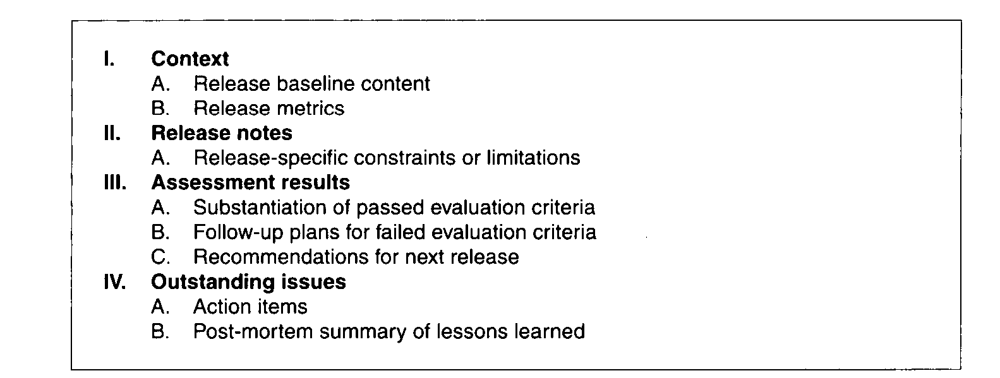 I. Context
A. Release baseline content
B. Release metrics
II. Release notes
A. Release-specific constraints or limitations
III. Assessment results
A. Substantiation of passed evaluation criteria
B. Follow-up plans for failed evaluation criteria
C. Recommendations for next release
IV. Outstanding issues
A. Action items
B. Post-mortem summary of lessons learned